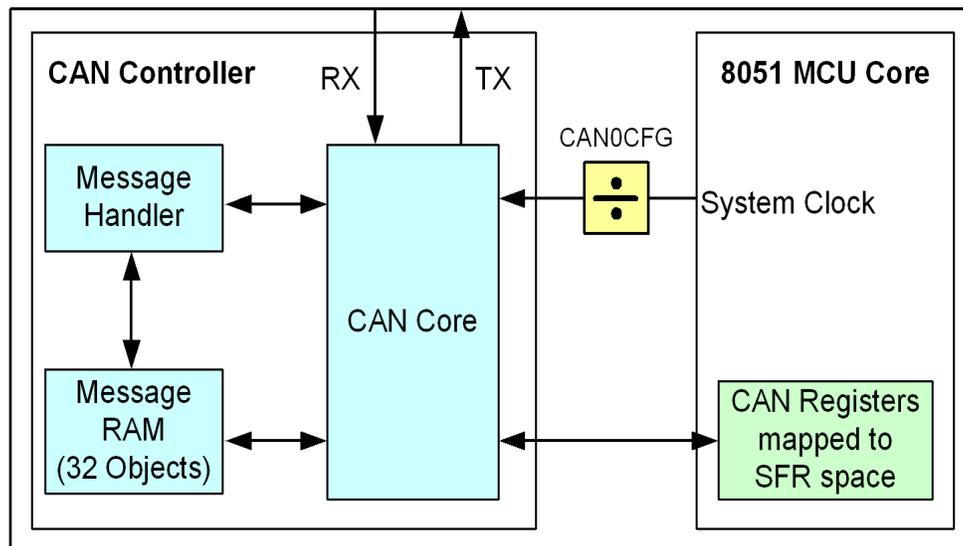 CAN Controller
RX
TX
8051 MCU Core
CAN0CFG
÷
System Clock
Message
Handler
CAN Core
Message
RAM
(32 Objects)
CAN Registers
mapped to
SFR space